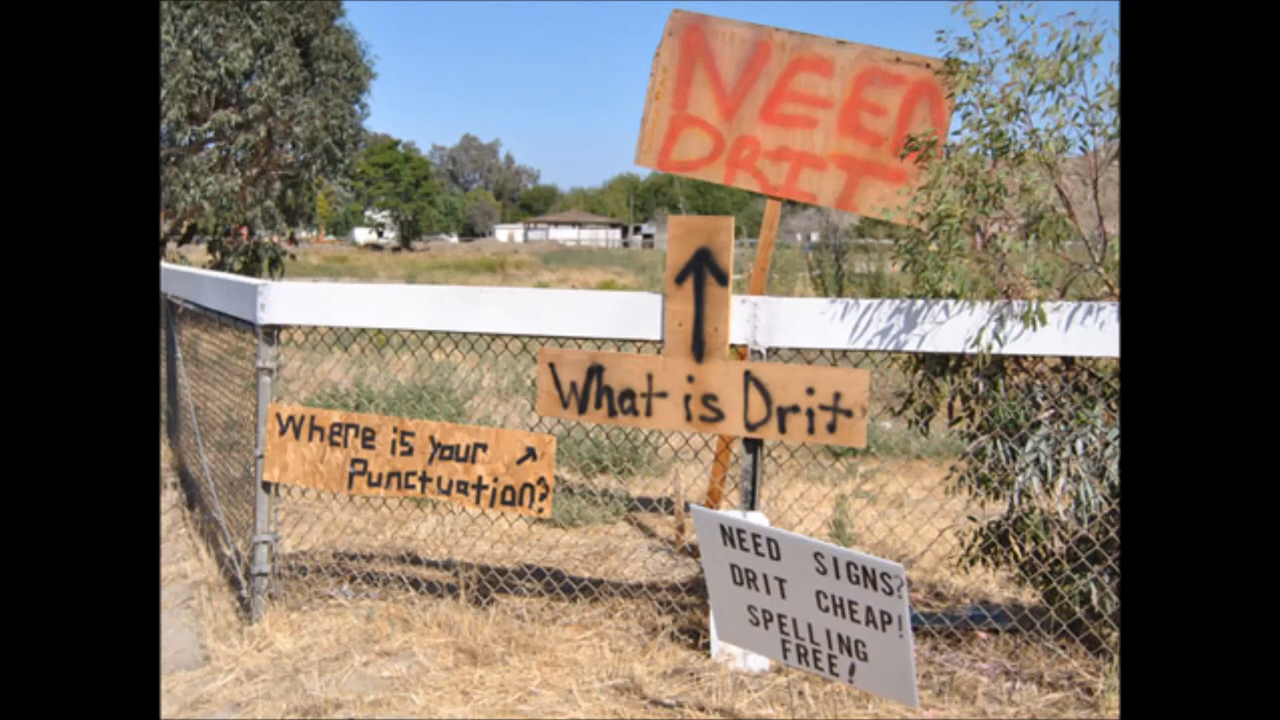 NEED
DRIT
What is Drit
Where is your
Punctuation?
NEED SIGNS?
DRIT CHEAP!
SPELLING
FREE!